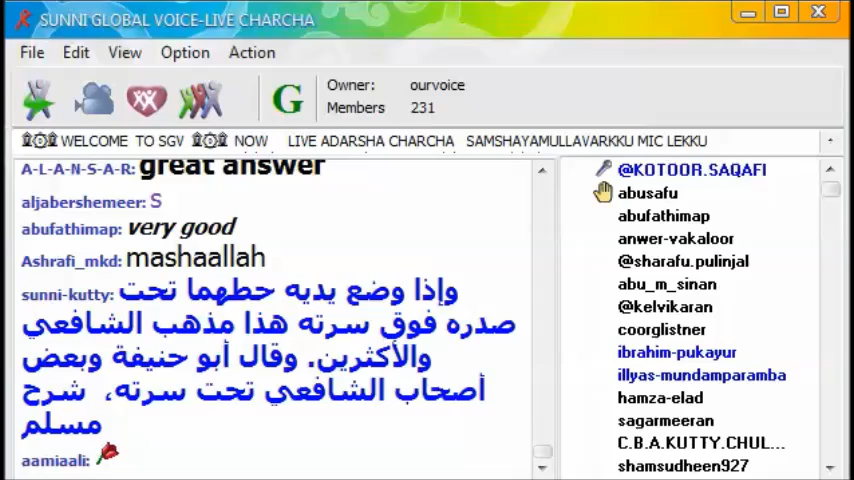 SUNNI GLOBAL VOICE-LIVE CHARCHA
File Edit View Option Action
G
Owner: ourvoice
Members 231
WELCOME TO SGV NOW LIVE ADARSHA CHARCHA SAMSHAYAMULLAVARKKU MIC LEKKU
A-L-A-N-S-A-R: great answer
aljabershemeer: S
abufathimap: very good
Ashrafi_mkd: mashaallah
sunni-kutty: وإذا وضع يديه حطهما تحت
صدره فوق سرته هذا مذهب الشافعي
والأكثرين. وقال أبو حنيفة وبعض
أصحاب الشافعي تحت سرته، شرح
مسلم
aamiaali:
@KOTOOR.SAQAFI
abusafu
abufathimap
anwer-vakaloor
@sharafu.pulinjal
abu_m_sinan
@kelvikaran
coorglistner
ibrahim-pukayur
illyas-mundamparamba
hamza-elad
sagarmeeran
C.B.A.KUTTY.CHUL...
shamsudheen927